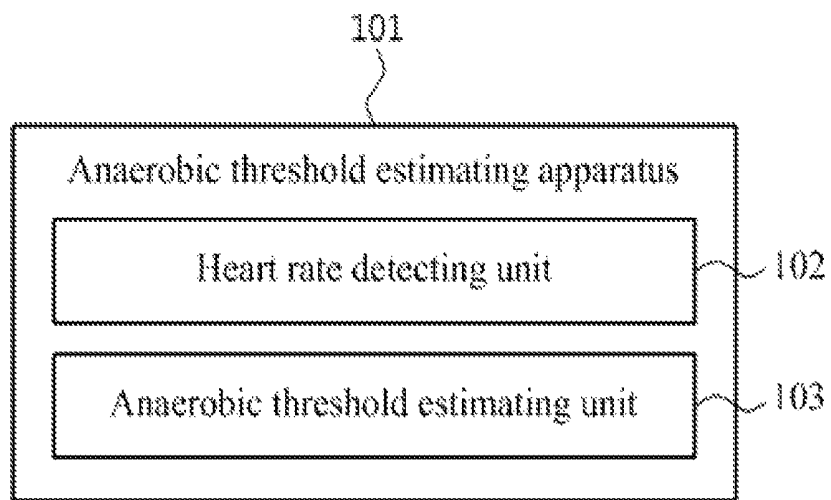 101
Anaerobic threshold estimating apparatus
Heart rate detecting unit
102
Anaerobic threshold estimating unit
103